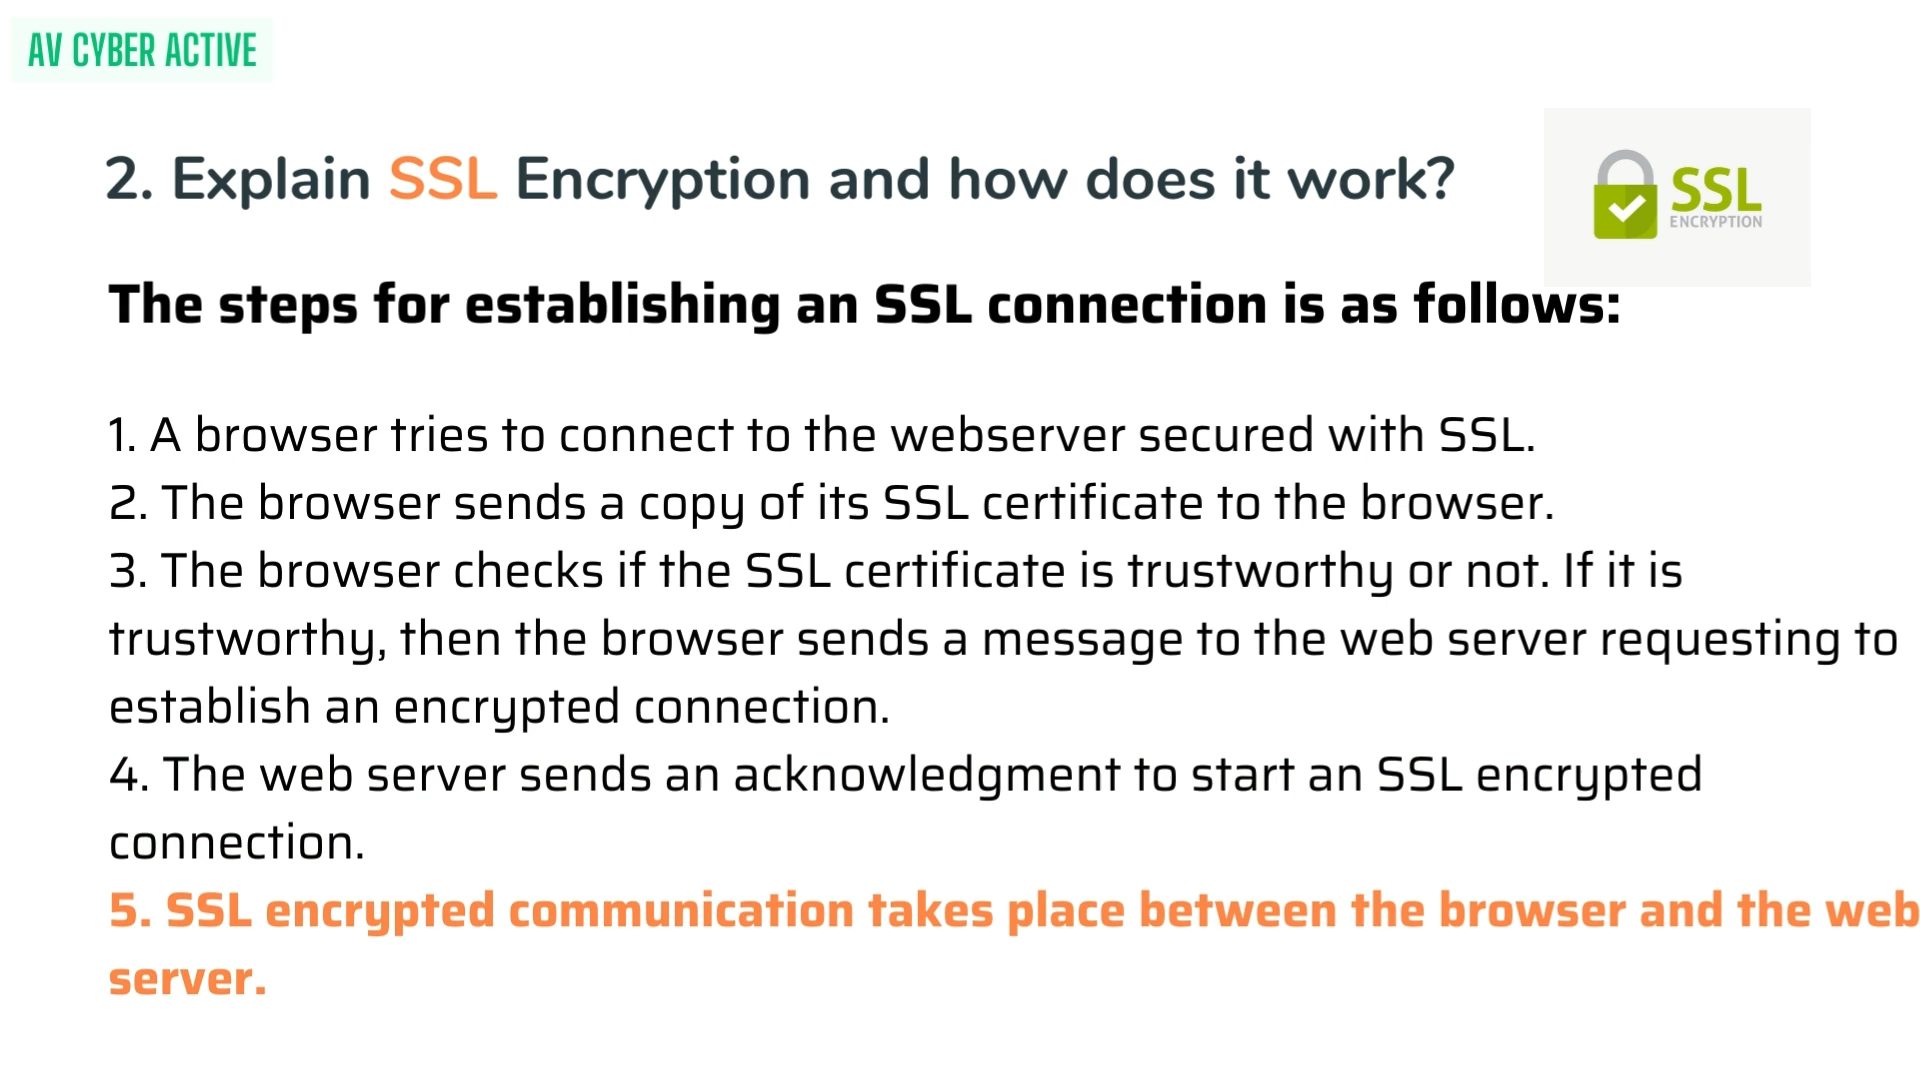 AV CYBER ACTIVE
2. Explain SSL Encryption and how does it work?
SSL
ENCRYPTION
The steps for establishing an SSL connection is as follows:
1. A browser tries to connect to the webserver secured with SSL.
2. The browser sends a copy of its SSL certificate to the browser.
3. The browser checks if the SSL certificate is trustworthy or not. If it is
trustworthy, then the browser sends a message to the web server requesting to
establish an encrypted connection.
4. The web server sends an acknowledgment to start an SSL encrypted
connection.
5. SSL encrypted communication takes place between the browser and the web
server.